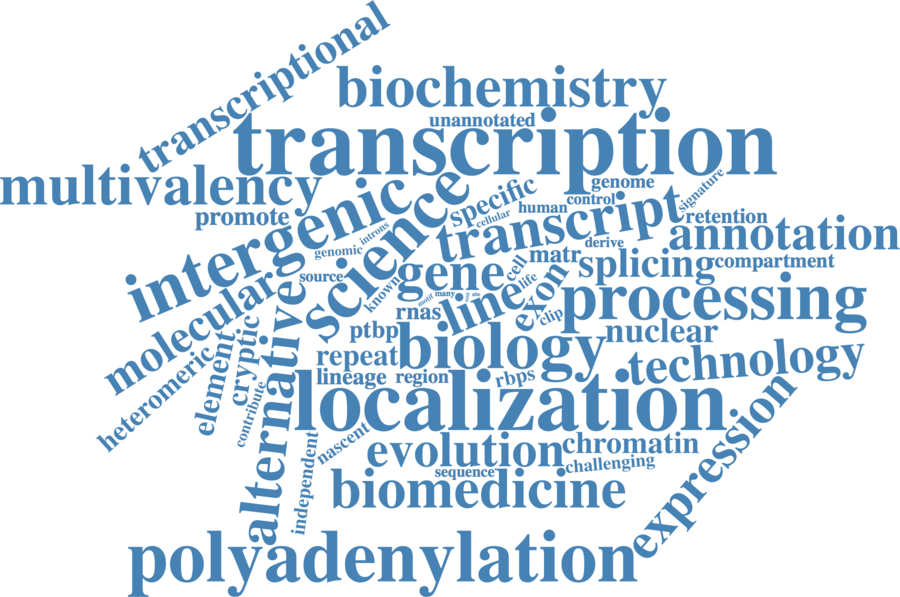 transcriptional
biochemistry
unannotated
transcription
multivalency
promote
intergenic
science
specific
cellular
human
control
genome
signature
transcript
retention
annotation
genomic
introns
source
known
gene
cell
matr
derive
splicing
compartment
molecular
heteromeric
element
cryptic
contribute
alternative
motif
many
site
life
line
rnas
exon
clip
processing
ptbp
biology
nuclear
repeat
technology
lineage
region
rbps
localization
expression
independent
nascent
evolution
chromatin
sequence
challenging
biomedicine
polyadenylation